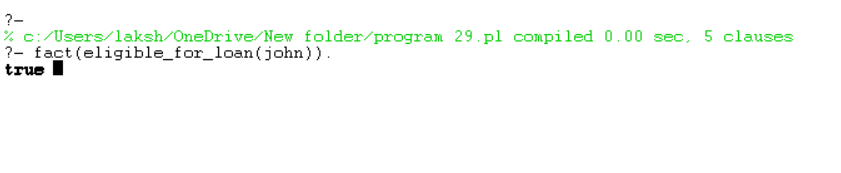 ?-
% c:/Users/laksh/OneDrive/New folder/program 29.pl compiled 0.00 sec, 5 clauses
?- fact(eligible_for_loan(john)).
true